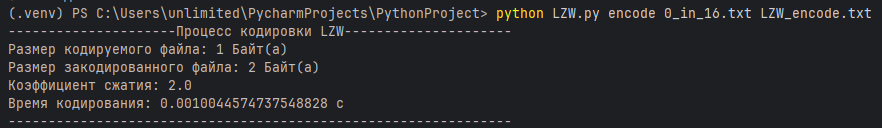 (.venv) PS C:\Users\unlimited\PycharmProjects\PythonProject> python LZW.py encode 0_in_16.txt LZW_encode.txt
---------------------Процесс кодировки LZW---------------------
Размер кодируемого файла: 1 Байт(а)
Размер закодированного файла: 2 Байт(а)
Коэффициент сжатия: 2.0
Время кодирования: 0.0010044574737548828 с
---------------------------------------------------------------